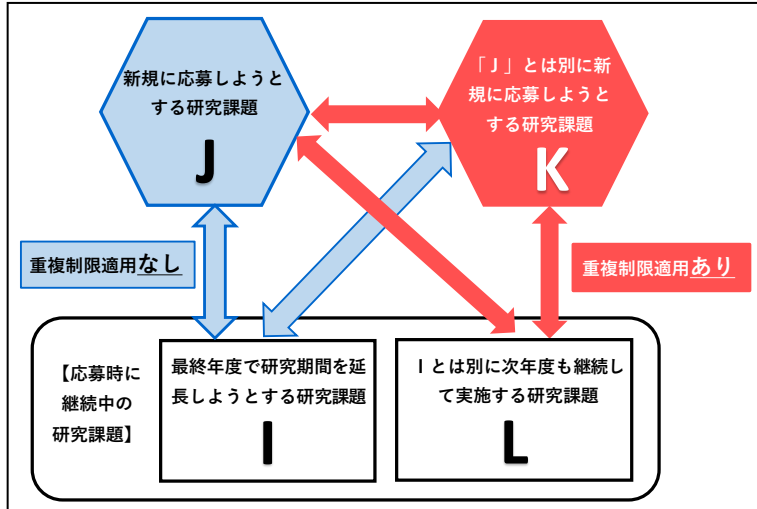 新規に応募しようと
する研究課題
J
「J」とは別に新
規に応募しようと
する研究課題
K
重複制限適用なし
重複制限適用あり
【応募時に
継続中の
研究課題】
最終年度で研究期間を延
長しようとする研究課題
I
Iとは別に次年度も継続し
て実施する研究課題
L